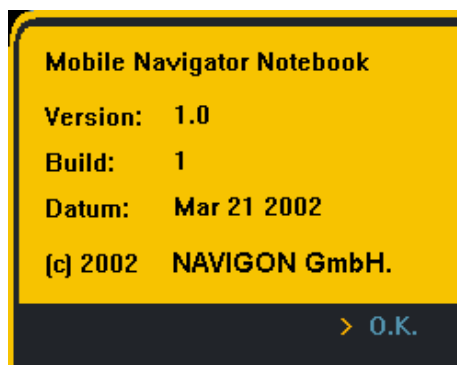 Mobile Navigator Notebook
Version: 1.0
Build: 1
Datum: Mar 21 2002
(c) 2002 NAVIGON GmbH.
> O.K.